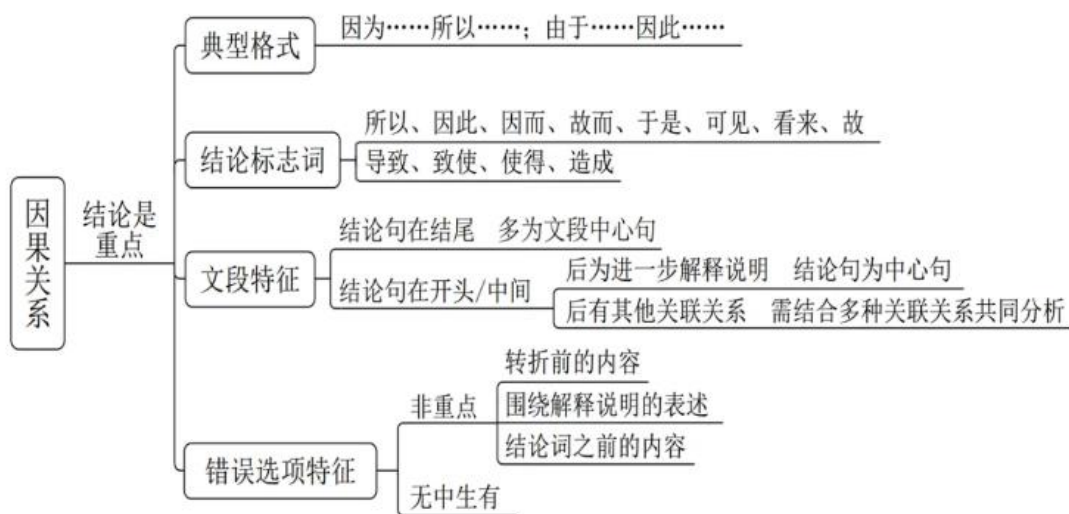 因果关系
结论是
重点
典型格式
因为……所以……；由于……因此……
结论标志词
所以、因此、因而、故而、于是、可见、看来、故
导致、致使、使得、造成
文段特征
结论句在结尾 多为文段中心句
结论句在开头/中间
后为进一步解释说明 结论句为中心句
后有其他关联关系 需结合多种关联关系共同分析
错误选项特征
非重点
转折前的内容
围绕解释说明的表述
结论词之前的内容
无中生有